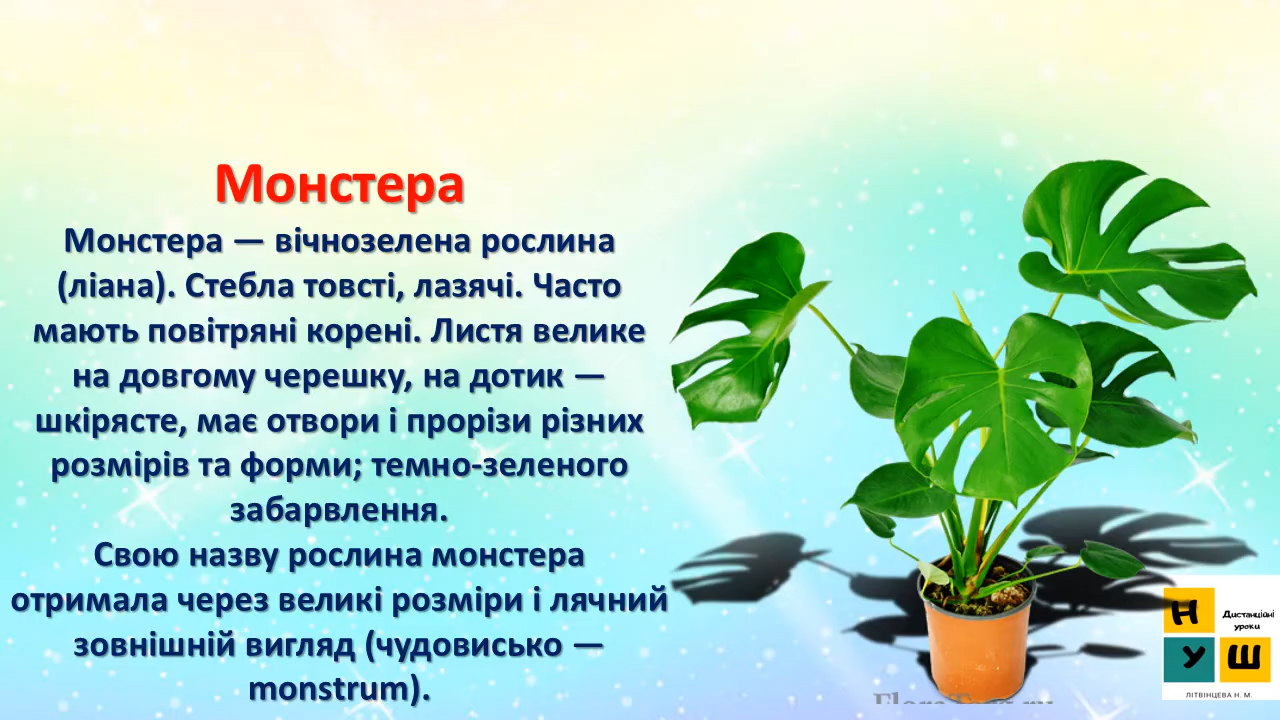 Монстера
Монстера — вічнозелена рослина
(ліана). Стебла товсті, лазячі. Часто
мають повітряні корені. Листя велике
на довгому черешку, на дотик —
шкірясте, має отвори і прорізи різних
розмірів та форми; темно-зеленого
забарвлення.
Свою назву рослина монстера
отримала через великі розміри і лячний
зовнішній вигляд (чудовисько —
monstrum).
Н
Дистанційні
уроки
У Ш
ЛІТВІНЦЕВА Н. М.